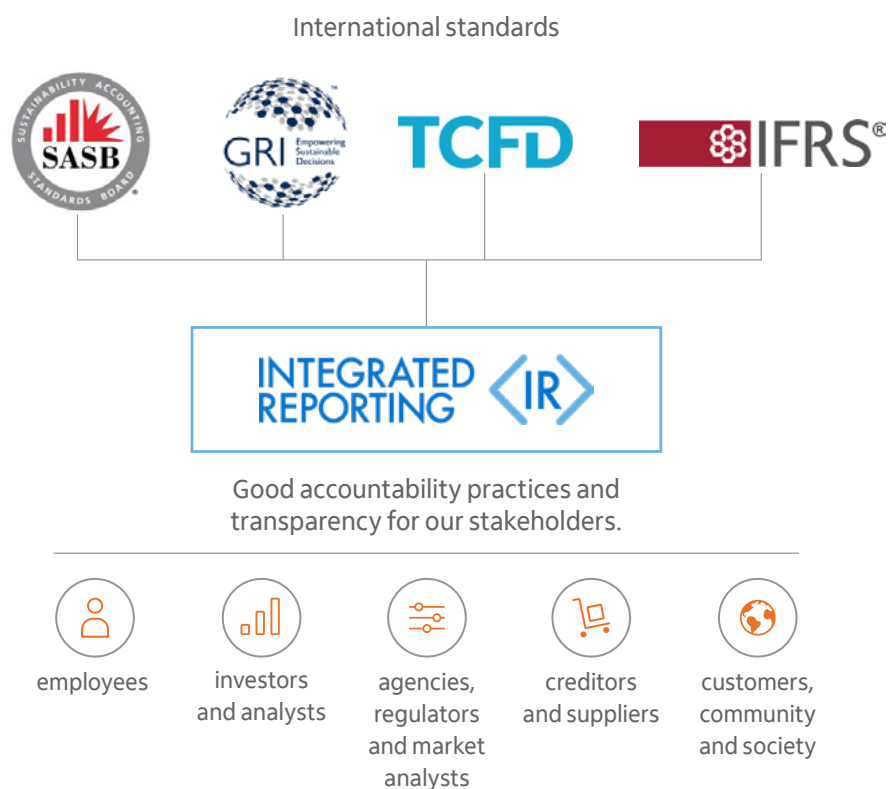 International standards
SUSTAINABILITY ACCOUNTING
SASB
STANDARDS BOARD
®
GRI
Empowering
Sustainable
Decisions
™
TCFD
IFRS®
INTEGRATED
REPORTING
<IR>
Good accountability practices and
transparency for our stakeholders.
employees
investors
and analysts
agencies,
regulators
and market
analysts
creditors
and suppliers
customers,
community
and society